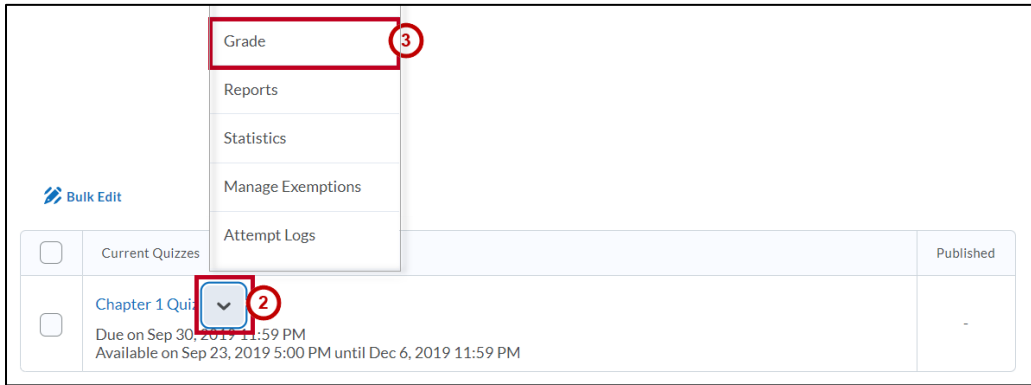 Grade
3
Reports
Statistics
Manage Exemptions
Bulk Edit
Attempt Logs
Current Quizzes
Published
Chapter 1 Qui
2
Due on Sep 30, 2019 11:59 PM
-
Available on Sep 23, 2019 5:00 PM until Dec 6, 2019 11:59 PM